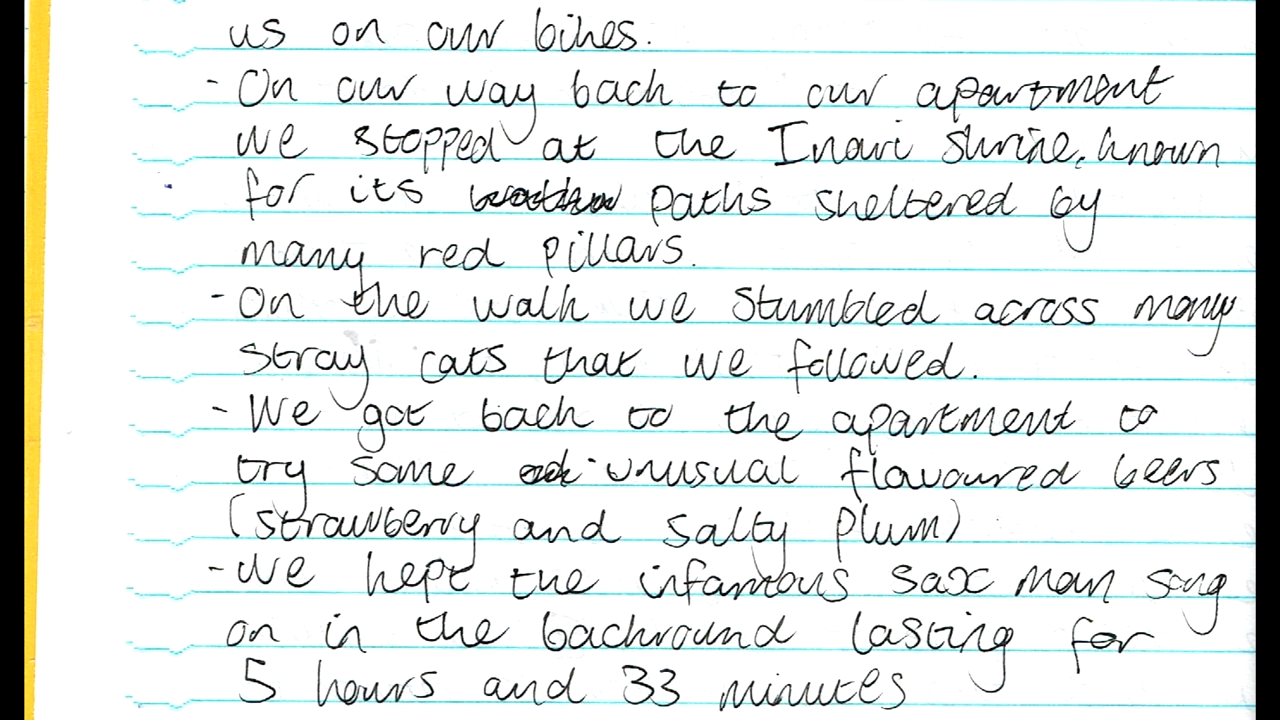 us on our bikes.
- On our way back to our apartment
we stopped at the Inari shrine, known
for its paths sheltered by
many red pillars.
- On the walk we stumbled across many
stray cats that we followed.
- We got back to the apartment to
try some unusual flavoured beers
(strawberry and salty plum)
- We kept the infamous sax man song
on in the backround lasting for
5 hours and 33 minutes